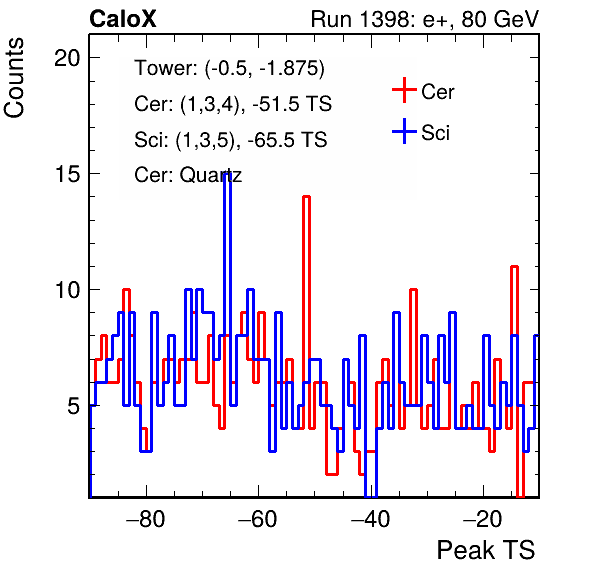 CaloX Run 1398: e+, 80 GeV
Counts
20
15
10
5
Tower: (-0.5, -1.875)
Cer: (1,3,4), -51.5 TS
Sci: (1,3,5), -65.5 TS
Cer: Quartz
Cer
Sci
−80 −60 −40 −20
Peak TS